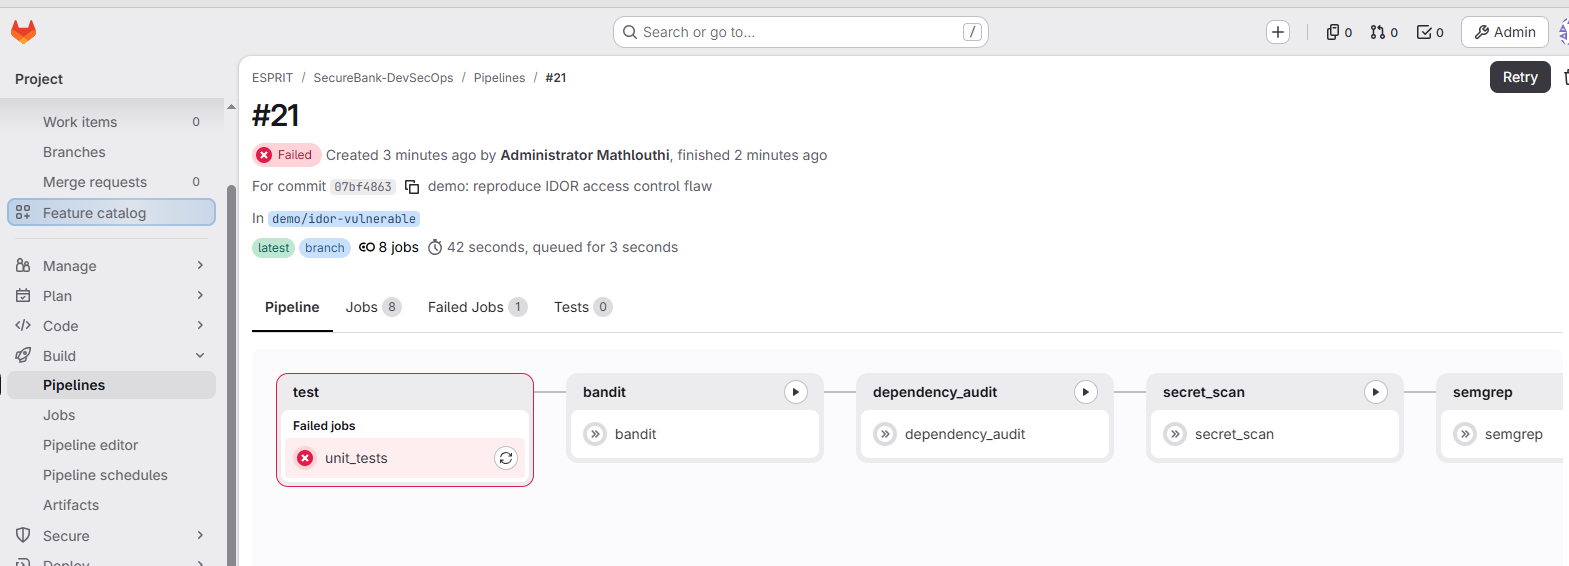 Search or go to...
/
0
0
0
Admin
Project
Work items 0
Branches
Merge requests 0
Feature catalog
Manage
Plan
Code
Build
Pipelines
Jobs
Pipeline editor
Pipeline schedules
Artifacts
Secure
Deploy
ESPRIT / SecureBank-DevSecOps / Pipelines / #21
Retry
#21
Failed Created 3 minutes ago by Administrator Mathlouthi, finished 2 minutes ago
For commit 07bf4863 demo: reproduce IDOR access control flaw
In demo/idor-vulnerable
latest branch 8 jobs 42 seconds, queued for 3 seconds
Pipeline Jobs 8 Failed Jobs 1 Tests 0
test
Failed jobs
unit_tests
bandit
bandit
dependency_audit
dependency_audit
secret_scan
secret_scan
semgrep
semgrep